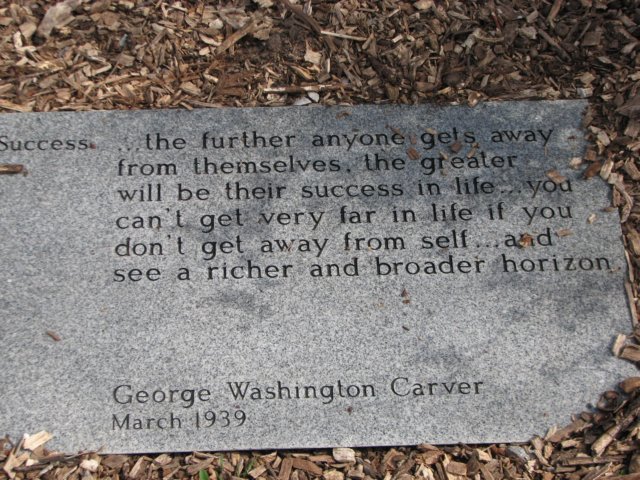 Success. ...the further anyone gets away
from themselves, the greater
will be their success in life...you
can't get very far in life if you
don't get away from self...and
see a richer and broader horizon.
George Washington Carver
March 1939